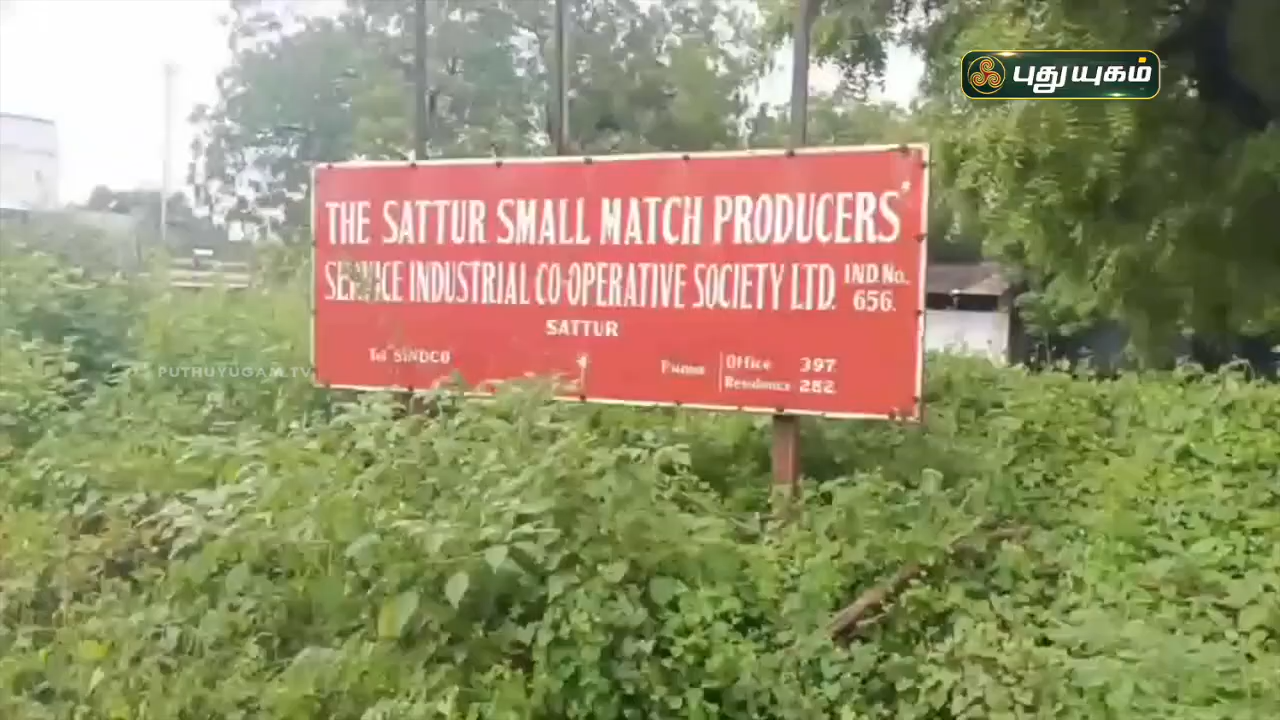 புதுயுகம்
THE SATTUR SMALL MATCH PRODUCERS'
SERVICE INDUSTRIAL CO-OPERATIVE SOCIETY LTD. IND. No. 656.
SATTUR
Tel SINDCO
Phone Office 397
Residence 282
PUTHUYUGAM.TV